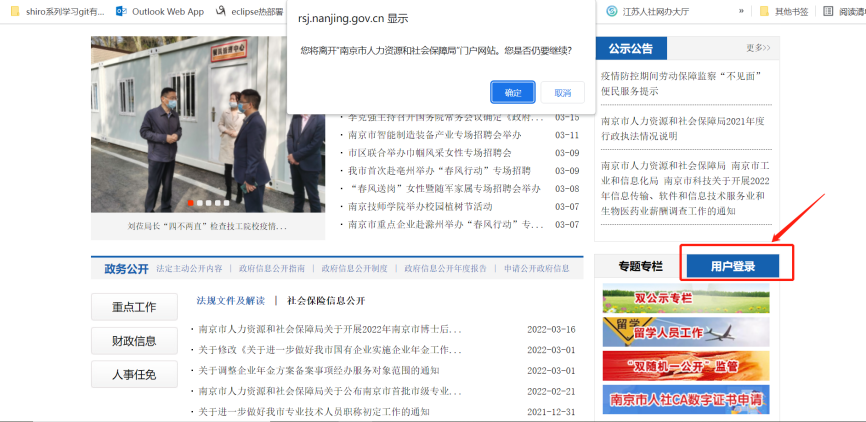 shiro系列学习git有...
Outlook Web App
eclipse热部署
江苏人社网办大厅
»
其他书签
阅读清
rsj.nanjing.gov.cn 显示
您将离开"南京市人力资源和社会保障局"门户网站。您是否仍要继续?
确定
取消
刘莅局长“四不两直”检查技工院校疫情...
· 李克强主持召开国务院常务会议确定《政府... 03-15
· 南京市智能制造装备产业专场招聘会举办 03-11
· 市区联合举办巾帼风采女性专场招聘会 03-09
· 我市首次赴亳州举办“春风行动”专场招聘 03-09
· “春风送岗”女性暨随军家属专场招聘会举办 03-08
· 南京技师学院举办校园植树节活动 03-07
· 南京市重点企业赴滁州举办“春风行动”专... 03-07
公示公告
更多>>
疫情防控期间劳动保障监察“不见面”
便民服务提示
南京市人力资源和社会保障局2021年度
行政执法情况说明
南京市人力资源和社会保障局 南京市工
业和信息化局 南京市科技关于开展2022
年信息传输、软件和信息技术服务业和
生物医药业薪酬调查工作的通知
政务公开
法定主动公开内容 | 政府信息公开指南 | 政府信息公开制度 | 政府信息公开年度报告 | 申请公开政府信息
重点工作
财政信息
人事任免
法规文件及解读 | 社会保险信息公开
· 南京市人力资源和社会保障局关于开展2022年南京市博士后... 2022-03-16
· 关于修改《关于进一步做好我市国有企业实施企业年金工作... 2022-03-01
· 关于调整企业年金方案备案事项经办服务对象范围的通知 2022-03-01
· 南京市人力资源和社会保障局关于公布南京市首批市级专业... 2022-02-21
· 关于进一步做好我市专业技术人员职称初定工作的通知 2021-12-31
专题专栏
用户登录
双公示专栏
留学
留学人员工作
“双随机一公开”监管
南京市人社CA数字证书申请